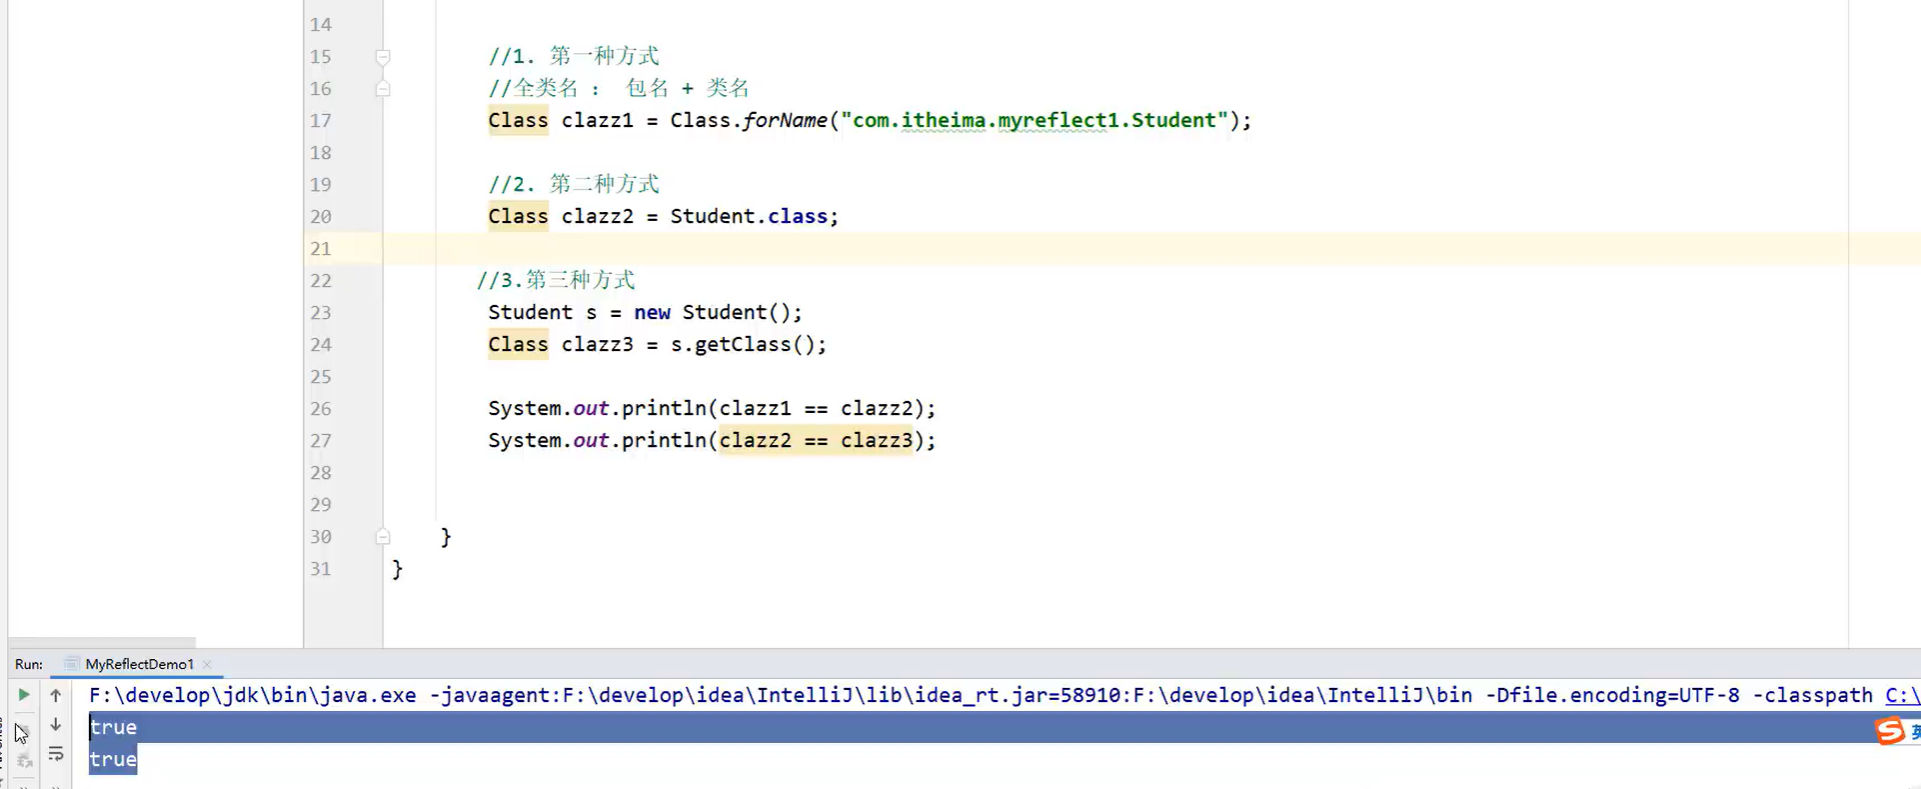 14
15 //1. 第一种方式
16 //全类名 : 包名 + 类名
17 Class clazz1 = Class.forName("com.itheima.myreflect1.Student");
18
19 //2. 第二种方式
20 Class clazz2 = Student.class;
21
22 //3.第三种方式
23 Student s = new Student();
24 Class clazz3 = s.getClass();
25
26 System.out.println(clazz1 == clazz2);
27 System.out.println(clazz2 == clazz3);
28
29
30 }
31 }
Run: MyReflectDemo1
F:\develop\jdk\bin\java.exe -javaagent:F:\develop\idea\IntelliJ\lib\idea_rt.jar=58910:F:\develop\idea\IntelliJ\bin -Dfile.encoding=UTF-8 -classpath C:\
true
true